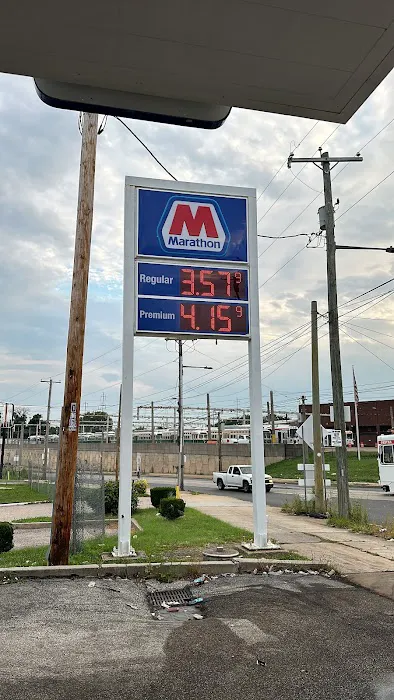 Marathon
Regular 3.57 9
Premium 4.15 9